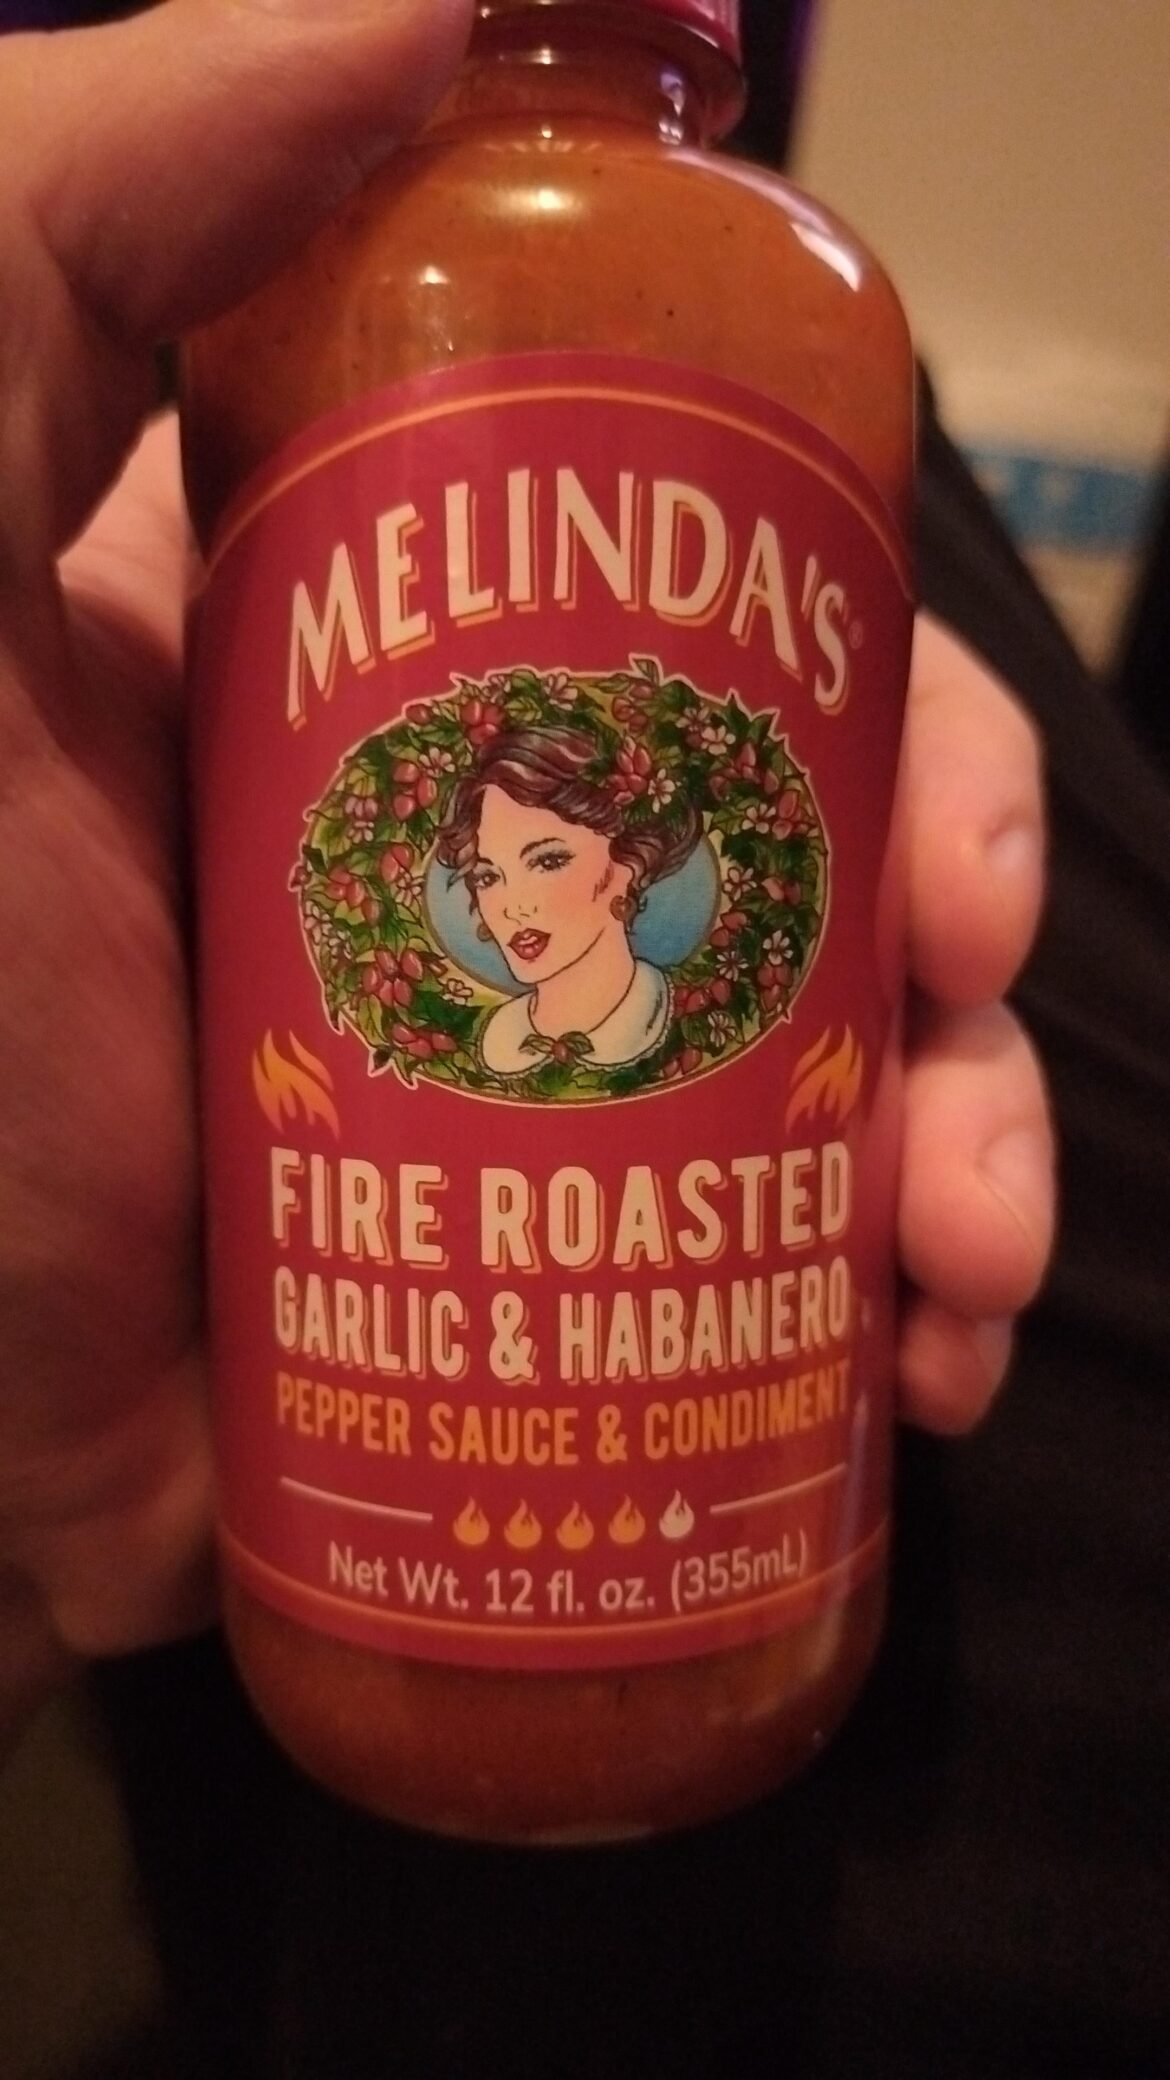 MELINDA'S®
FIRE ROASTED
GARLIC & HABANERO
PEPPER SAUCE & CONDIMENT
Net Wt. 12 fl. oz. (355mL)